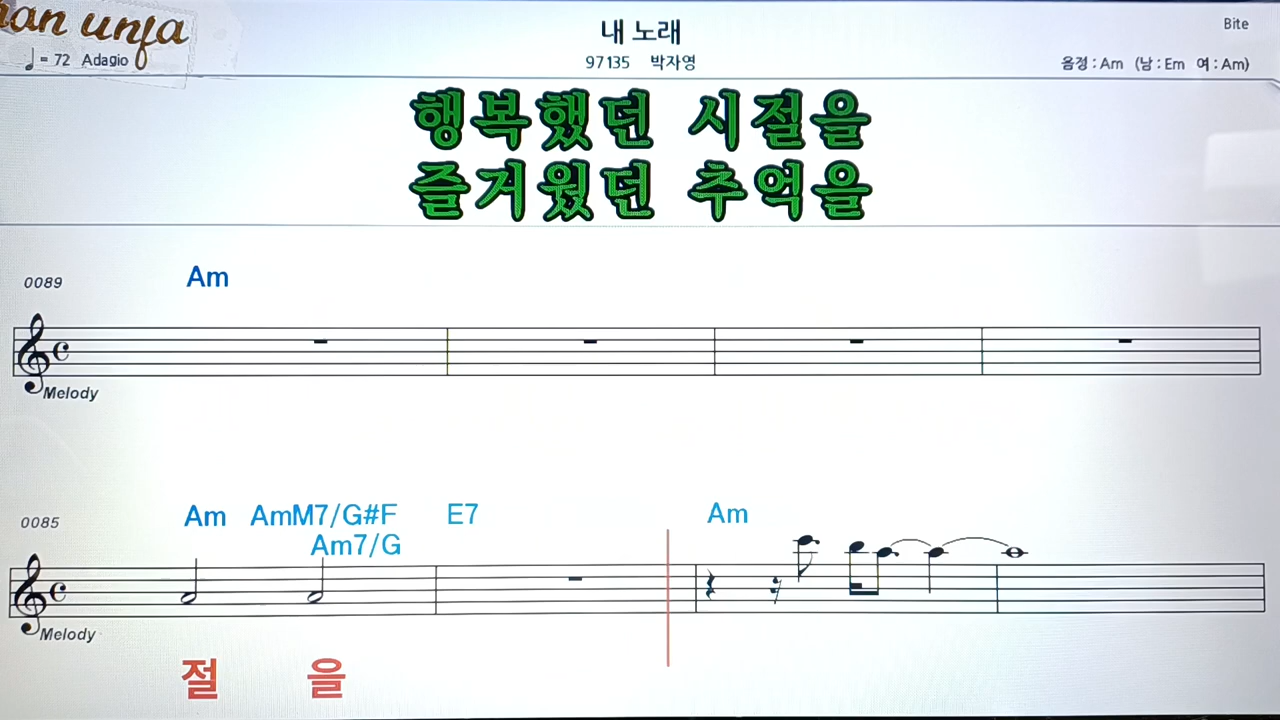 내 노래
Bite
♩ = 72 Adagio
97135 박자영
음정 : Am (남 : Em 여 : Am)
행복했던 시절을
즐거웠던 추억을
0089
Am
Melody
0085
Am AmM7/G#F E7 Am
Am7/G
Melody
절 을